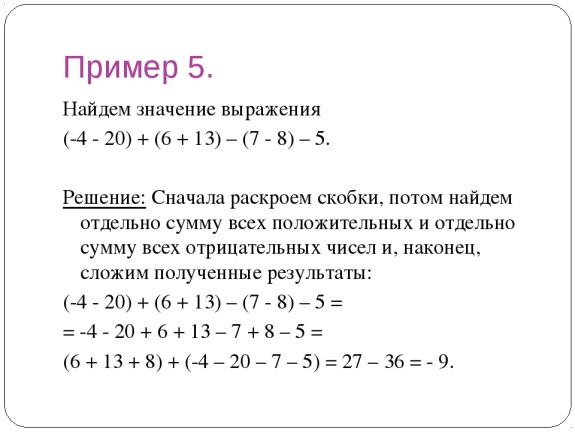 Пример 5.
Найдем значение выражения
(-4 - 20) + (6 + 13) – (7 - 8) – 5.
Решение: Сначала раскроем скобки, потом найдем
отдельно сумму всех положительных и отдельно
сумму всех отрицательных чисел и, наконец,
сложим полученные результаты:
(-4 - 20) + (6 + 13) – (7 - 8) – 5 =
= -4 - 20 + 6 + 13 – 7 + 8 – 5 =
(6 + 13 + 8) + (-4 – 20 – 7 – 5) = 27 – 36 = - 9.